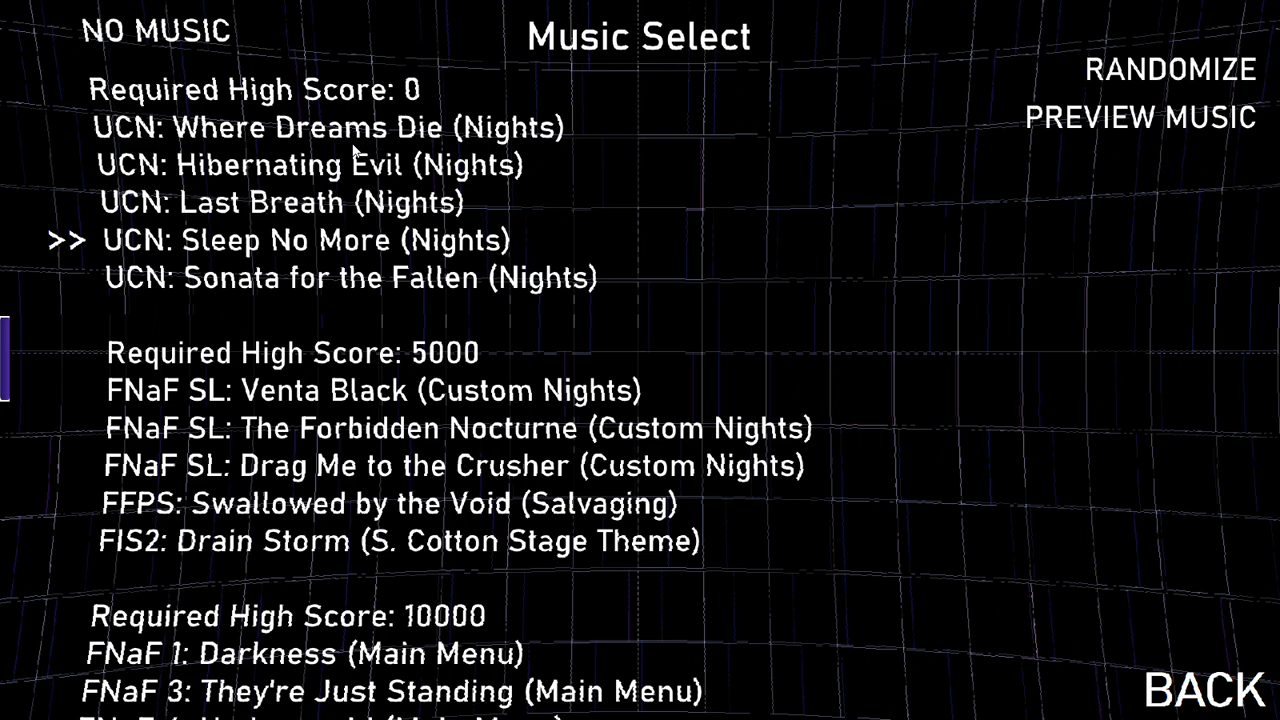 NO MUSIC
Music Select
RANDOMIZE
PREVIEW MUSIC
Required High Score: 0
UCN: Where Dreams Die (Nights)
UCN: Hibernating Evil (Nights)
UCN: Last Breath (Nights)
>> UCN: Sleep No More (Nights)
UCN: Sonata for the Fallen (Nights)
Required High Score: 5000
FNaF SL: Venta Black (Custom Nights)
FNaF SL: The Forbidden Nocturne (Custom Nights)
FNaF SL: Drag Me to the Crusher (Custom Nights)
FFPS: Swallowed by the Void (Salvaging)
FIS2: Drain Storm (S. Cotton Stage Theme)
Required High Score: 10000
FNaF 1: Darkness (Main Menu)
FNaF 3: They're Just Standing (Main Menu)
BACK